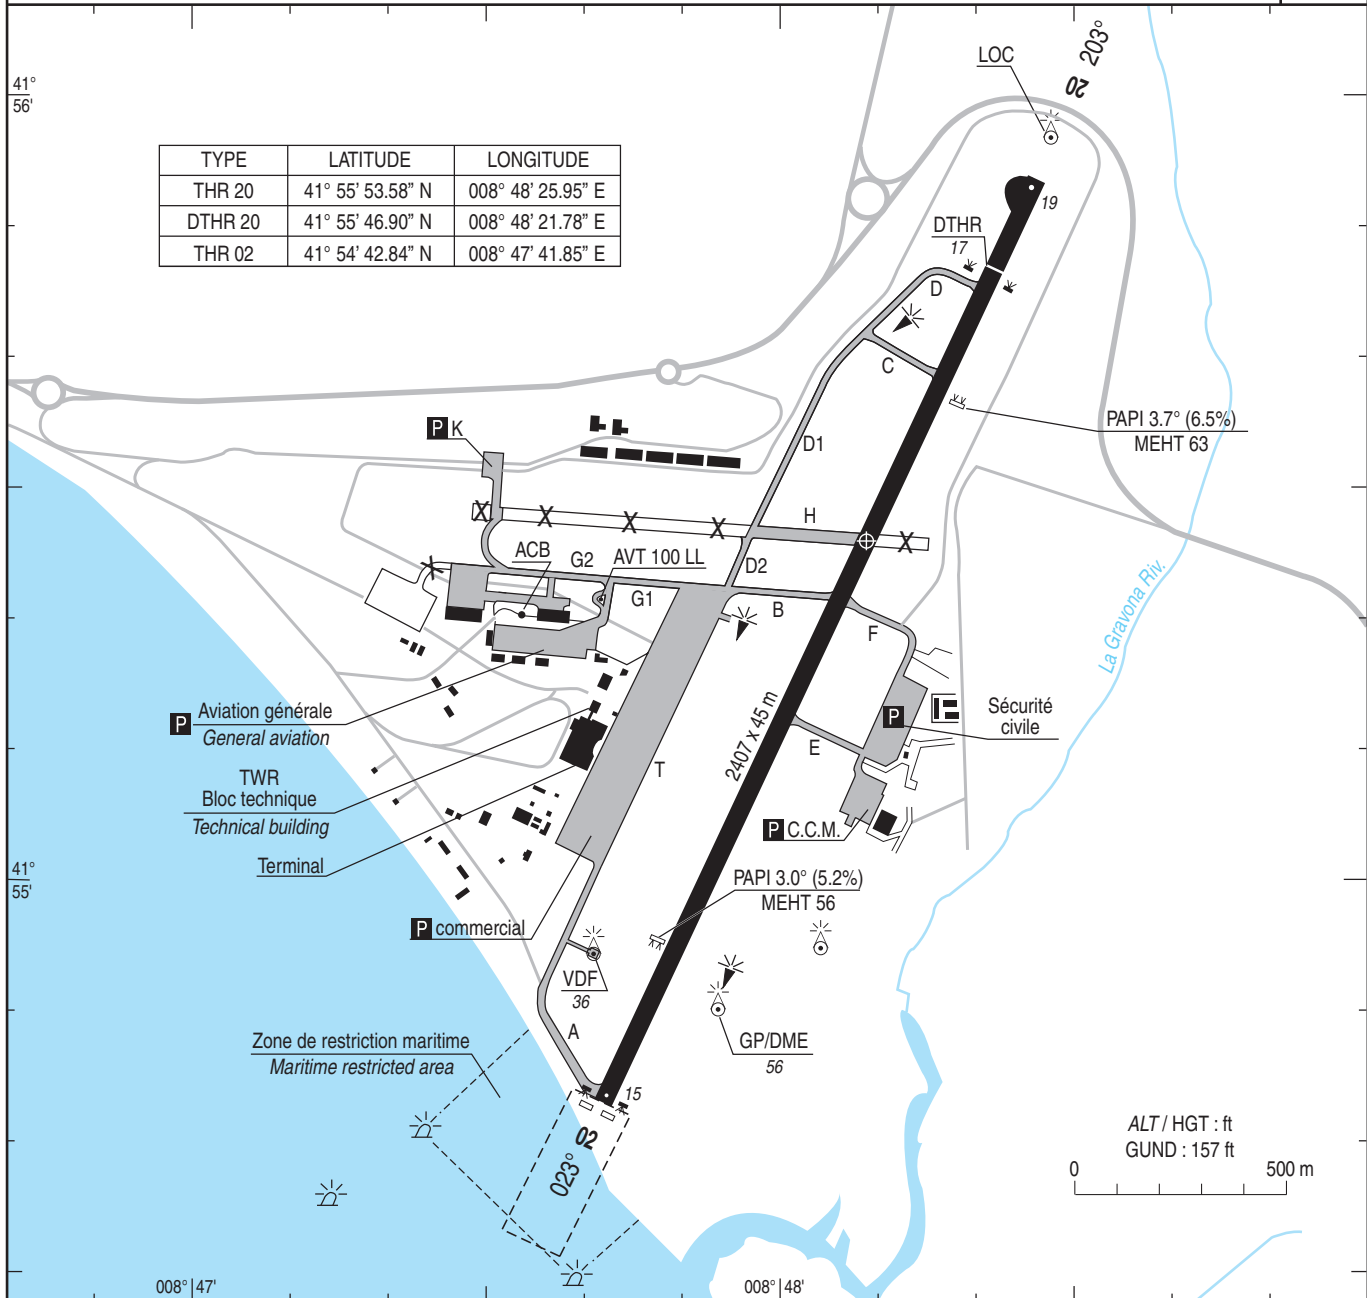 41°
56'
LOC
20 203°
TYPE LATITUDE LONGITUDE
THR 20 41° 55’ 53.58” N 008° 48’ 25.95” E
DTHR 20 41° 55’ 46.90” N 008° 48’ 21.78” E
THR 02 41° 54’ 42.84” N 008° 47’ 41.85” E
19
DTHR
17
D
C
PAPI 3.7° (6.5%)
MEHT 63
P K
D1
X X X X H X
ACB
G2
AVT 100 LL
D2
X
G1
B
F
La Gravona Riv.
P Aviation générale
General aviation
P
Sécurité
civile
2407 x 45 m
E
T
TWR
Bloc technique
Technical building
P C.C.M.
Terminal
41°
55'
PAPI 3.0° (5.2%)
MEHT 56
P commercial
VDF
36
A
Zone de restriction maritime
Maritime restricted area
GP/DME
56
15
02
023°
ALT / HGT : ft
GUND : 157 ft
0 500 m
008° 47'
008° 48'